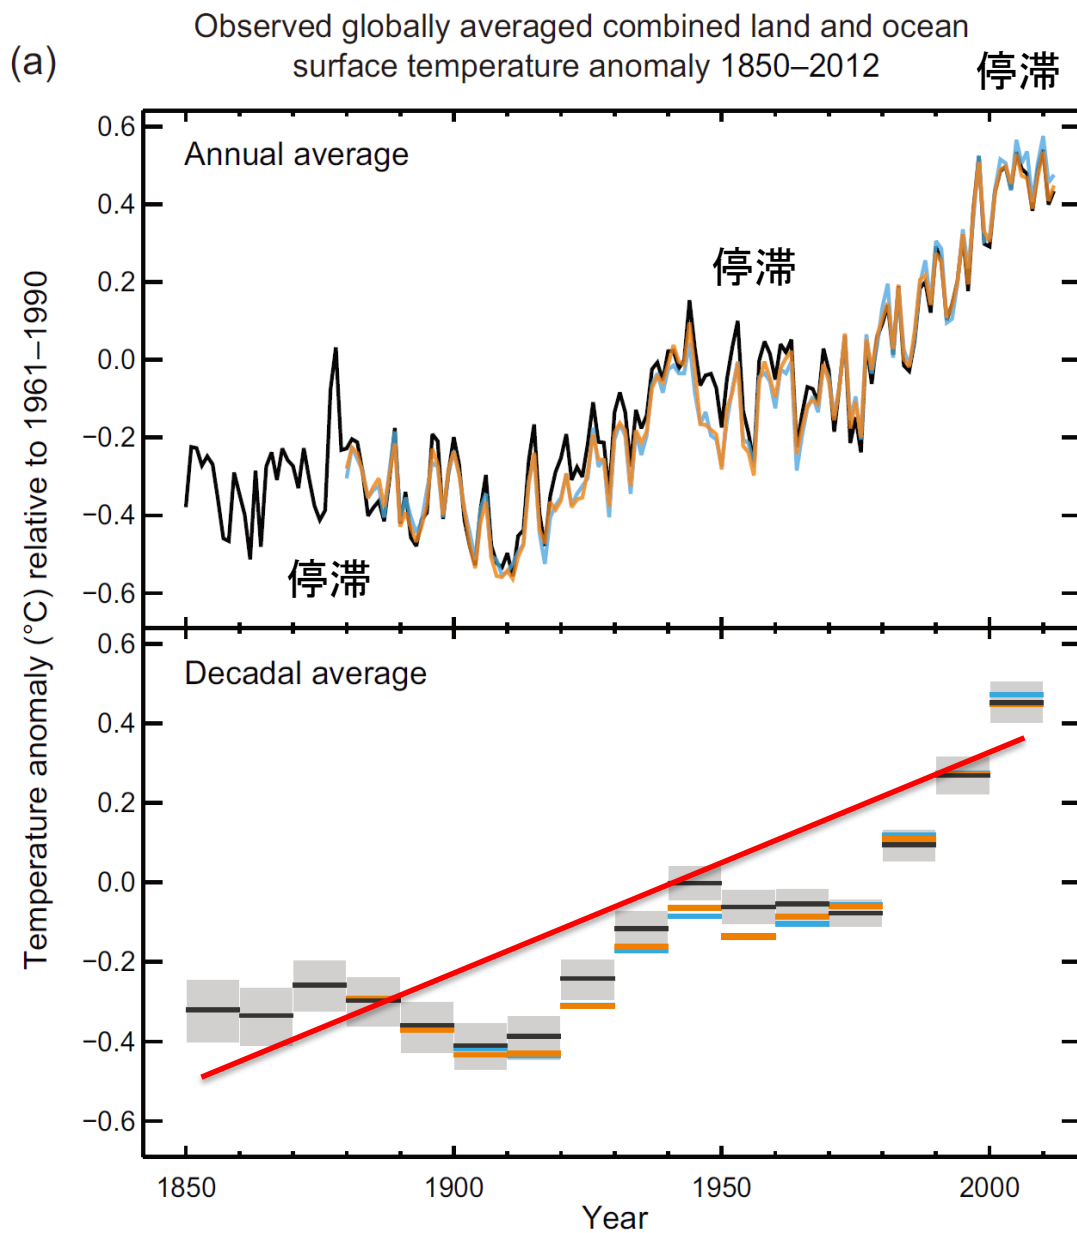 Observed globally averaged combined land and ocean
(a)
surface temperature anomaly 1850–2012
停滞
0.6
Annual average
0.4
停滞
0.2
0.0
−0.2
−0.4
停滞
−0.6
Temperature anomaly (°C) relative to 1961–1990
0.6
Decadal average
0.4
0.2
0.0
−0.2
−0.4
−0.6
1850 1900 1950 2000
Year